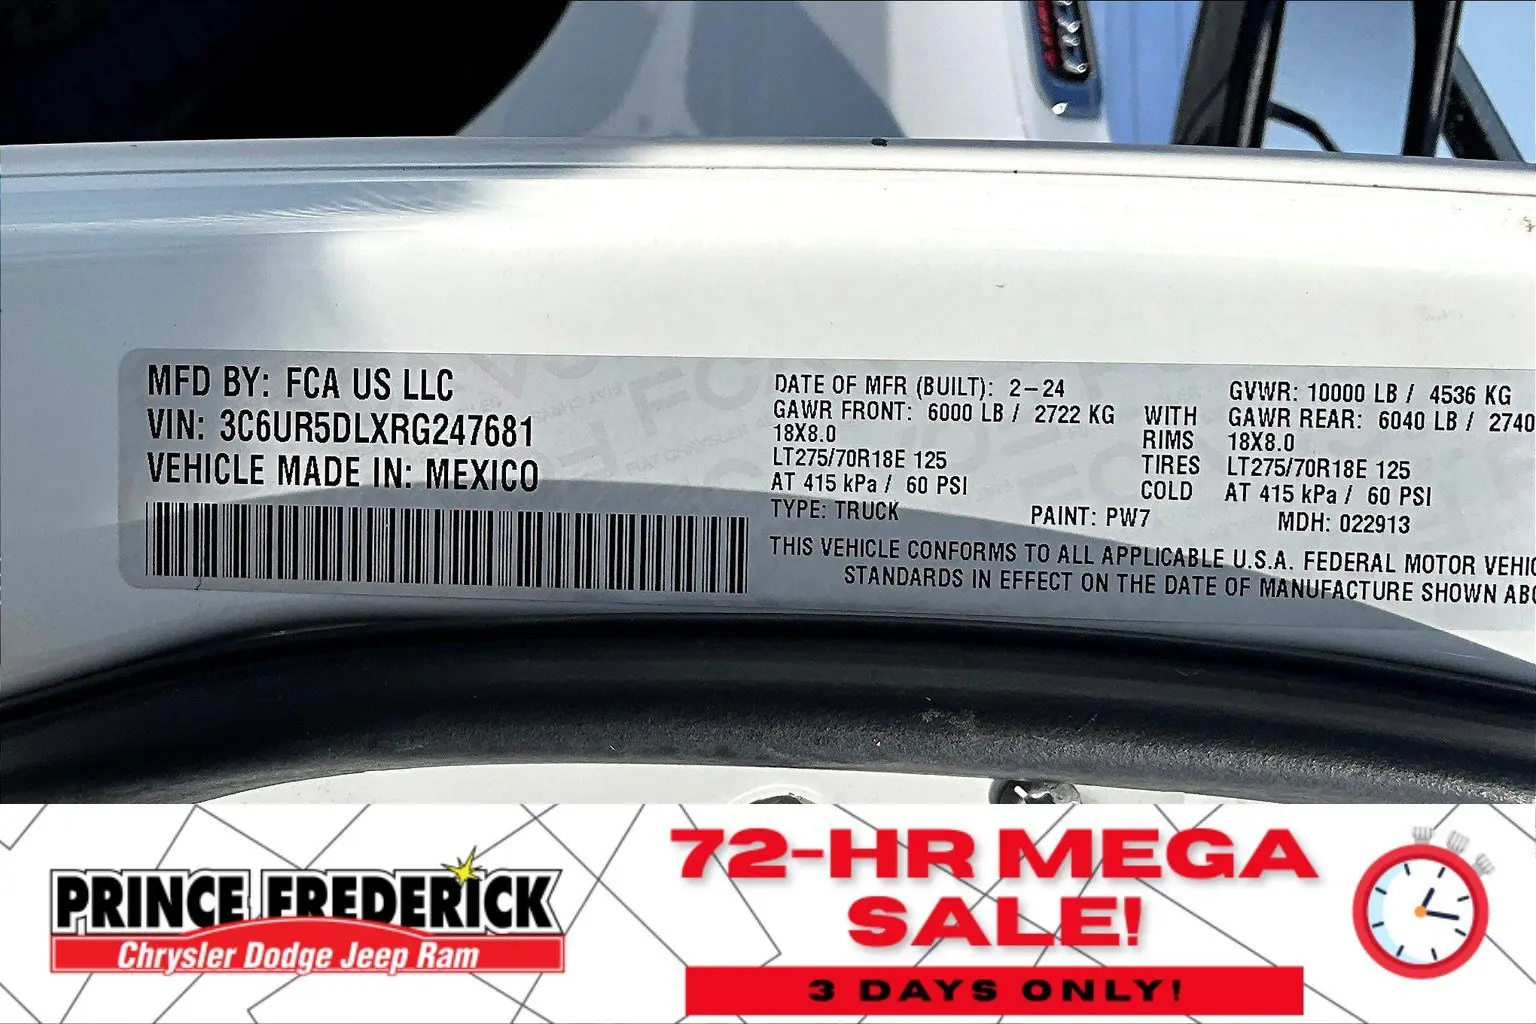 MFD BY: FCA US LLC
VIN: 3C6UR5DLXRG247681
VEHICLE MADE IN: MEXICO
DATE OF MFR (BUILT): 2-24
GVWR: 10000 LB / 4536 KG
GAWR FRONT: 6000 LB / 2722 KG WITH GAWR REAR: 6040 LB / 2740
18X8.0 RIMS 18X8.0
LT275/70R18E 125 TIRES LT275/70R18E 125
AT 415 kPa / 60 PSI COLD AT 415 kPa / 60 PSI
TYPE: TRUCK PAINT: PW7 MDH: 022913
THIS VEHICLE CONFORMS TO ALL APPLICABLE U.S.A. FEDERAL MOTOR VEHIC
STANDARDS IN EFFECT ON THE DATE OF MANUFACTURE SHOWN ABO
PRINCE FREDERICK
Chrysler Dodge Jeep Ram
72-HR MEGA
SALE!
3 DAYS ONLY!